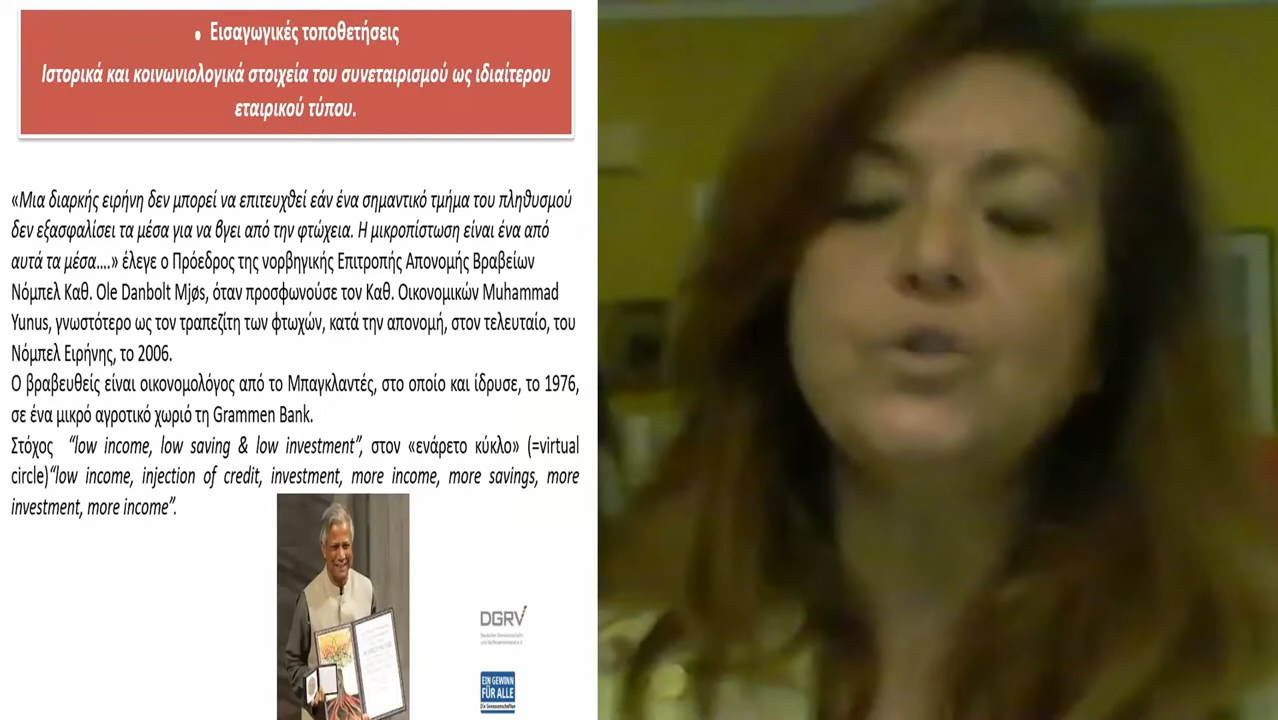 • Εισαγωγικές τοποθετήσεις
Ιστορικά και κοινωνιολογικά στοιχεία του συνεταιρισμού ως ιδιαίτερου
εταιρικού τύπου.
«Μια διαρκής ειρήνη δεν μπορεί να επιτευχθεί εάν ένα σημαντικό τμήμα του πληθυσμού
δεν εξασφαλίσει τα μέσα για να βγει από την φτώχεια. Η μικροπίστωση είναι ένα από
αυτά τα μέσα....» έλεγε ο Πρόεδρος της νορβηγικής Επιτροπής Απονομής Βραβείων
Νόμπελ Καθ. Ole Danbolt Mjøs, όταν προσφωνούσε τον Καθ. Οικονομικών Muhammad
Yunus, γνωστότερο ως τον τραπεζίτη των φτωχών, κατά την απονομή, στον τελευταίο, του
Νόμπελ Ειρήνης, το 2006.
Ο βραβευθείς είναι οικονομολόγος από το Μπαγκλαντές, στο οποίο και ίδρυσε, το 1976,
σε ένα μικρό αγροτικό χωριό τη Grammen Bank.
Στόχος “low income, low saving & low investment”, στον «ενάρετο κύκλο» (=virtual
circle)“low income, injection of credit, investment, more income, more savings, more
investment, more income”.
DGRV
EIN GEWINN
FÜR ALLE
Die Genossenschaften